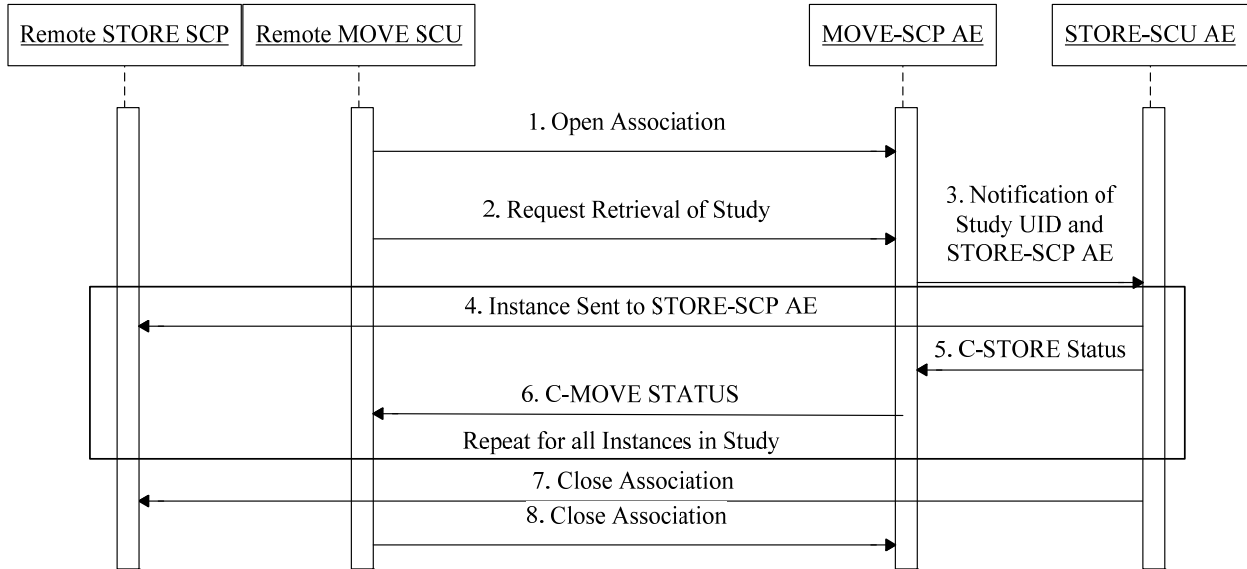 Remote STORE SCP
Remote MOVE SCU
MOVE-SCP AE
STORE-SCU AE
1. Open Association
2. Request Retrieval of Study
3. Notification of
Study UID and
STORE-SCP AE
4. Instance Sent to STORE-SCP AE
5. C-STORE Status
6. C-MOVE STATUS
Repeat for all Instances in Study
7. Close Association
8. Close Association